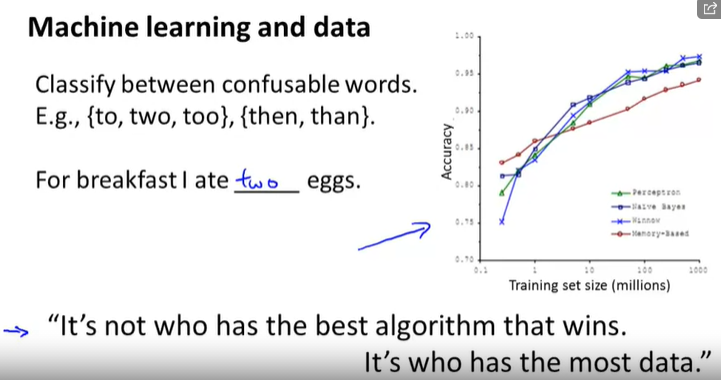 Machine learning and data
Classify between confusable words.
E.g., {to, two, too}, {then, than}.
For breakfast I ate two eggs.
1.00
0.95
0.90
0.85
0.80
0.75
0.70
Accuracy
0.1 1 10 100 1000
Training set size (millions)
Perceptron
Naive Bayes
Winnow
Memory-Based
“It’s not who has the best algorithm that wins.
It’s who has the most data.”